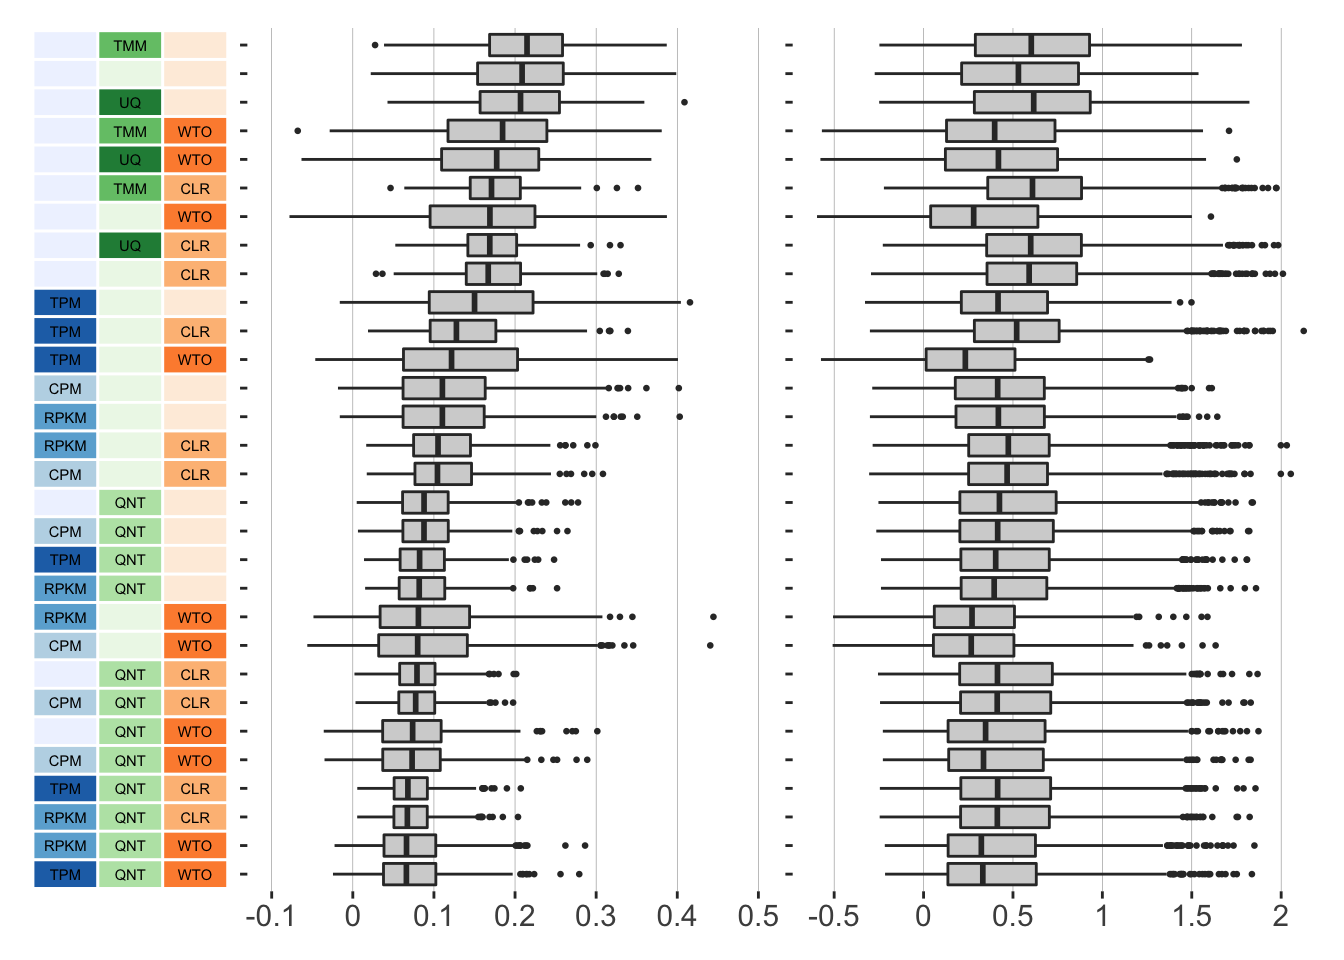 TMM
UQ
TMM WTO
UQ WTO
TMM CLR
WTO
UQ CLR
CLR
TPM
TPM CLR
TPM WTO
CPM
RPKM
RPKM CLR
CPM CLR
QNT
CPM QNT
TPM QNT
RPKM QNT
RPKM WTO
CPM WTO
QNT CLR
CPM QNT CLR
QNT WTO
CPM QNT WTO
TPM QNT CLR
RPKM QNT CLR
RPKM QNT WTO
TPM QNT WTO
-0.1 0 0.1 0.2 0.3 0.4 0.5 -0.5 0 0.5 1 1.5 2